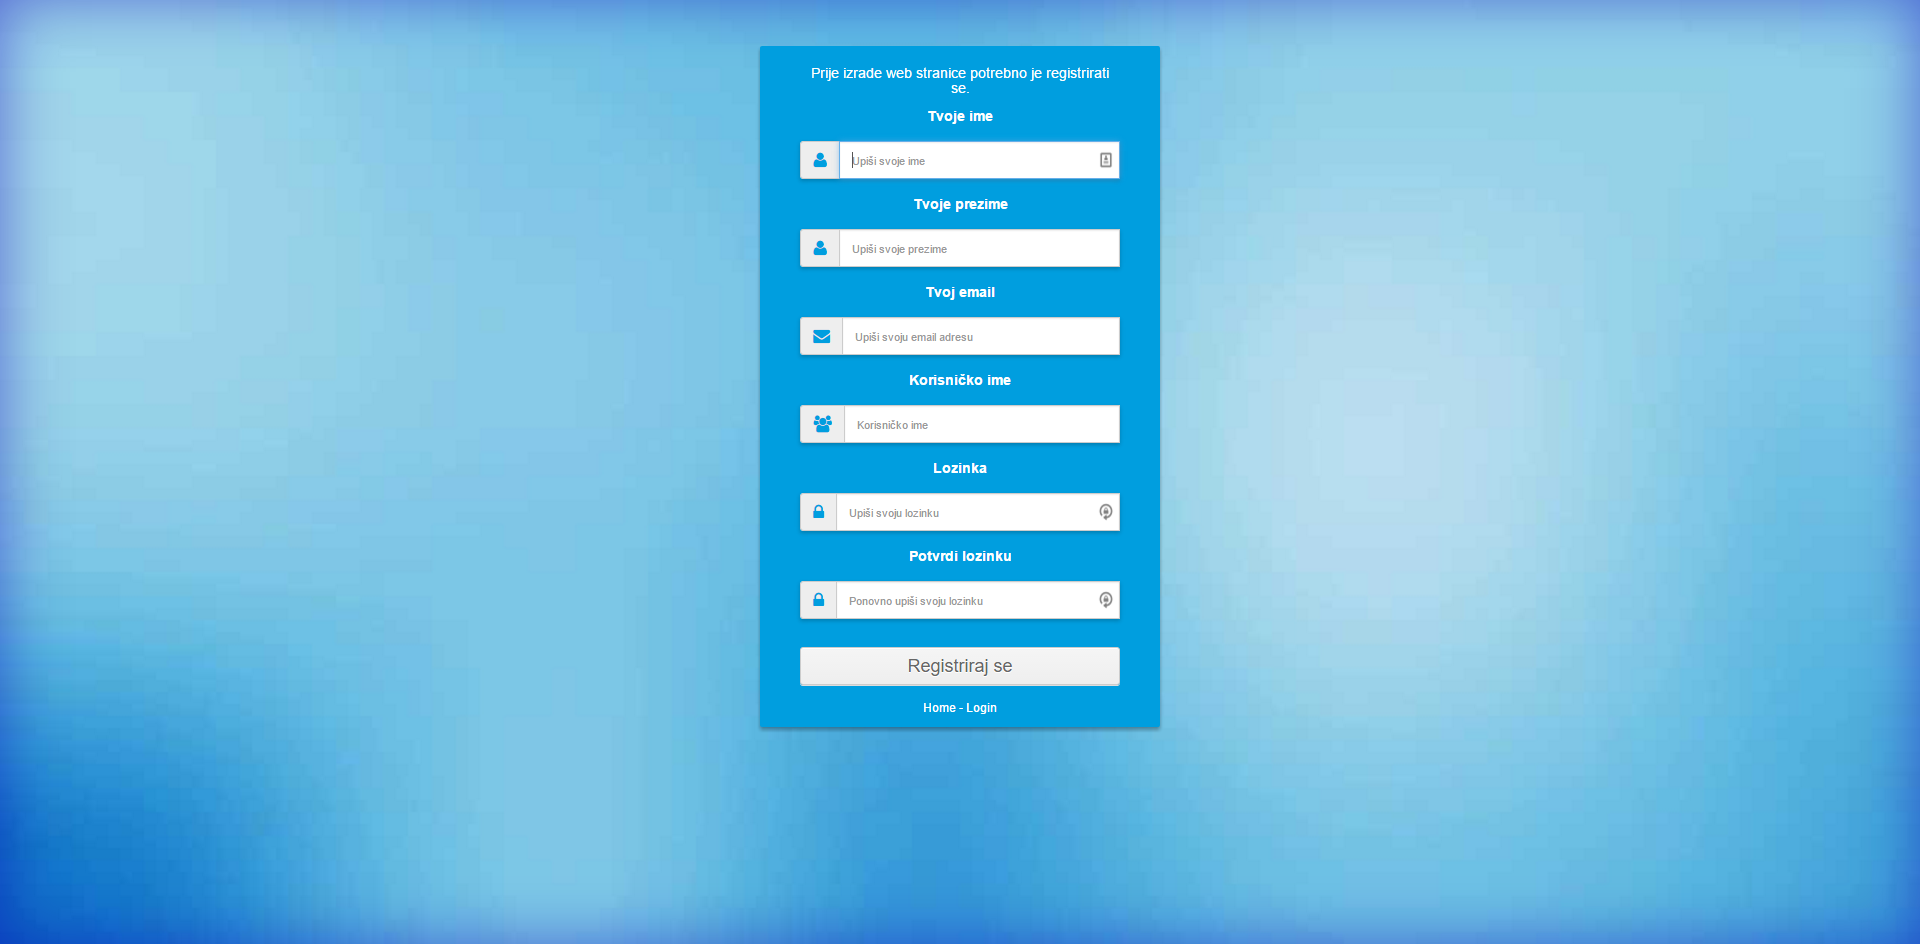 Prije izrade web stranice potrebno je registrirati
se.
Tvoje ime
Upiši svoje ime
Tvoje prezime
Upiši svoje prezime
Tvoj email
Upiši svoju email adresu
Korisničko ime
Korisničko ime
Lozinka
Upiši svoju lozinku
Potvrdi lozinku
Ponovno upiši svoju lozinku
Registriraj se
Home - Login